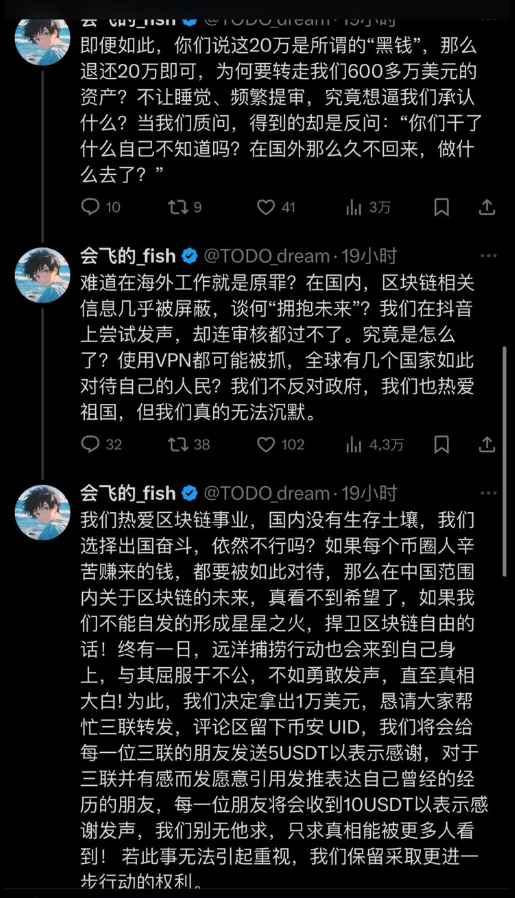 会飞的_fish @TODO_dream·19小时
即便如此，你们说这20万是所谓的“黑钱”，那么
退还20万即可，为何要转走我们600多万美元的
资产？不让睡觉、频繁提审，究竟想逼我们承认
什么？当我们质问，得到的却是反问：“你们干了
什么自己不知道吗？在国外那么久不回来，做什
么去了？”
10 9 41 3万
会飞的_fish @TODO_dream·19小时
难道在海外工作就是原罪？在国内，区块链相关
信息几乎被屏蔽，谈何“拥抱未来”？我们在抖音
上尝试发声，却连审核都过不了。究竟是怎么
了？使用VPN都可能被抓，全球有几个国家如此
对待自己的人民？我们不反对政府，我们也热爱
祖国，但我们真的无法沉默。
32 38 102 4,3万
会飞的_fish @TODO_dream·19小时
我们热爱区块链事业，国内没有生存土壤，我们
选择出国奋斗，依然不行吗？如果每个币圈人辛
苦赚来的钱，都要被如此对待，那么在中国范围
内关于区块链的未来，真看不到希望了，如果我
们不能自发的形成星星之火，捍卫区块链自由的
话！终有一日，远洋捕捞行动也会来到自己身
上，与其屈服于不公，不如勇敢发声，直至真相
大白!为此，我们决定拿出1万美元，恳请大家帮
忙三联转发，评论区留下币安 UID，我们将会给
每一位三联的朋友发送5USDT以表示感谢，对于
三联并有感而发愿意引用发推表达自己曾经的经
历的朋友，每一位朋友将会收到10USDT以表示感
谢发声，我们别无他求，只求真相能被更多人看
到！ 若此事无法引起重视，我们保留采取更进一
步行动的权利。